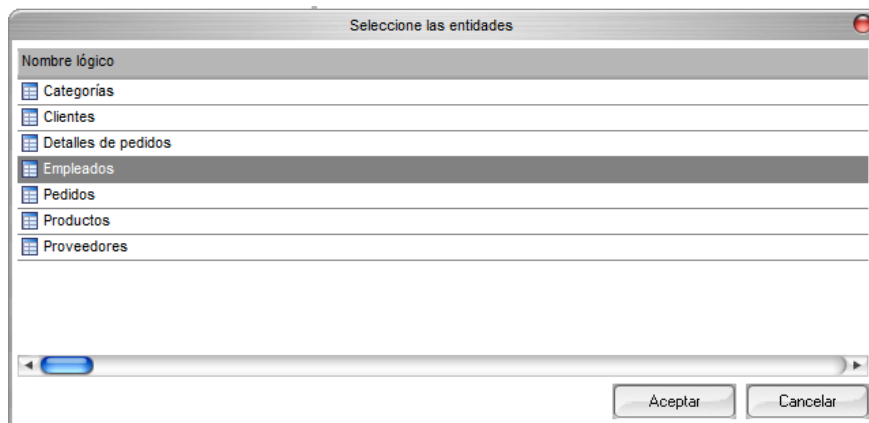 Seleccione las entidades
Nombre lógico
Categorías
Clientes
Detalles de pedidos
Empleados
Pedidos
Productos
Proveedores
Aceptar Cancelar